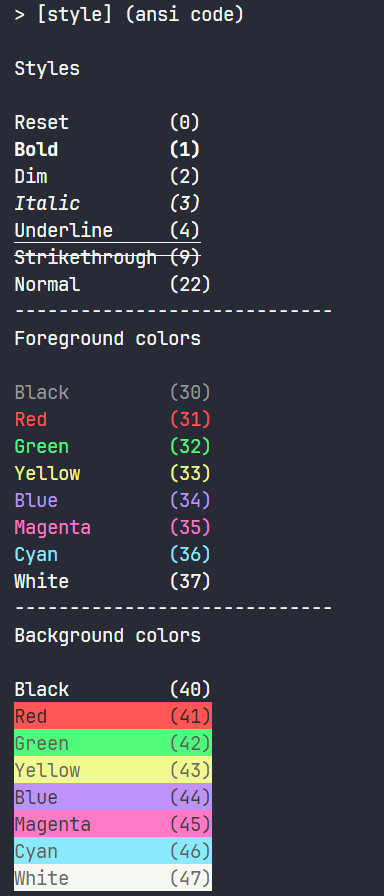 > [style] (ansi code)
Styles
Reset (0)
Bold (1)
Dim (2)
Italic (3)
Underline (4)
Strikethrough (9)
Normal (22)
-----------------------------
Foreground colors
Black (30)
Red (31)
Green (32)
Yellow (33)
Blue (34)
Magenta (35)
Cyan (36)
White (37)
-----------------------------
Background colors
Black (40)
Red (41)
Green (42)
Yellow (43)
Blue (44)
Magenta (45)
Cyan (46)
White (47)